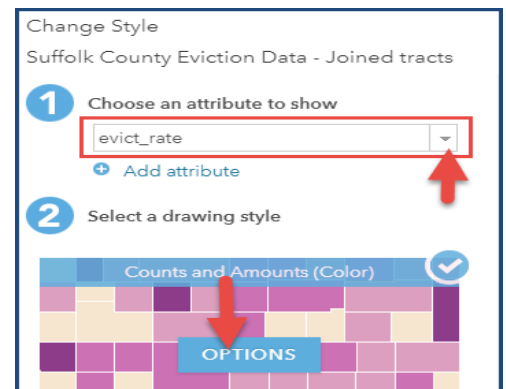 Change Style
Suffolk County Eviction Data - Joined tracts
1 Choose an attribute to show
evict_rate
Add attribute
2 Select a drawing style
Counts and Amounts (Color)
OPTIONS